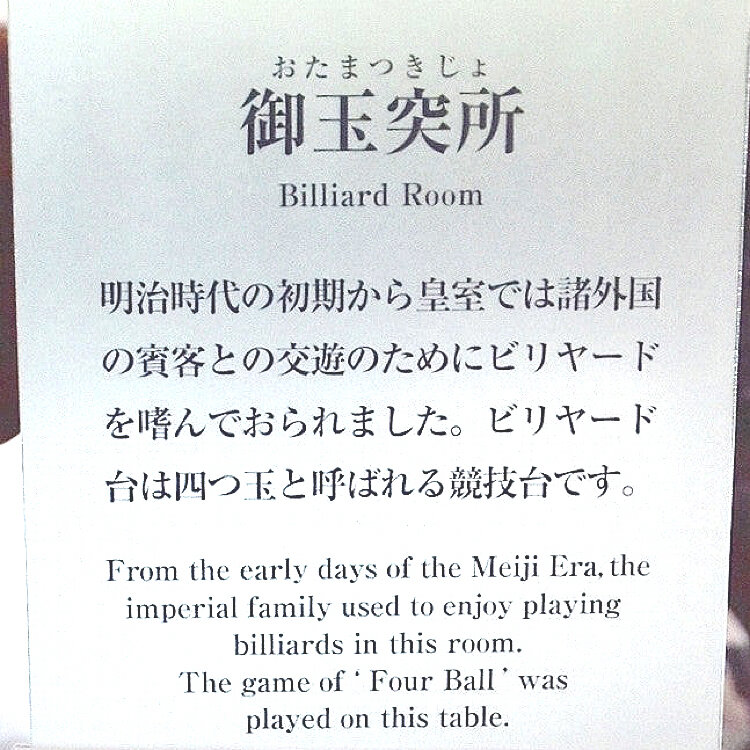 おたまつきじょ
御玉突所
Billiard Room
明治時代の初期から皇室では諸外国
の賓客との交遊のためにビリヤード
を嗜んでおられました。ビリヤード
台は四つ玉と呼ばれる競技台です。
From the early days of the Meiji Era, the
imperial family used to enjoy playing
billiards in this room.
The game of ‘ Four Ball ’ was
played on this table.